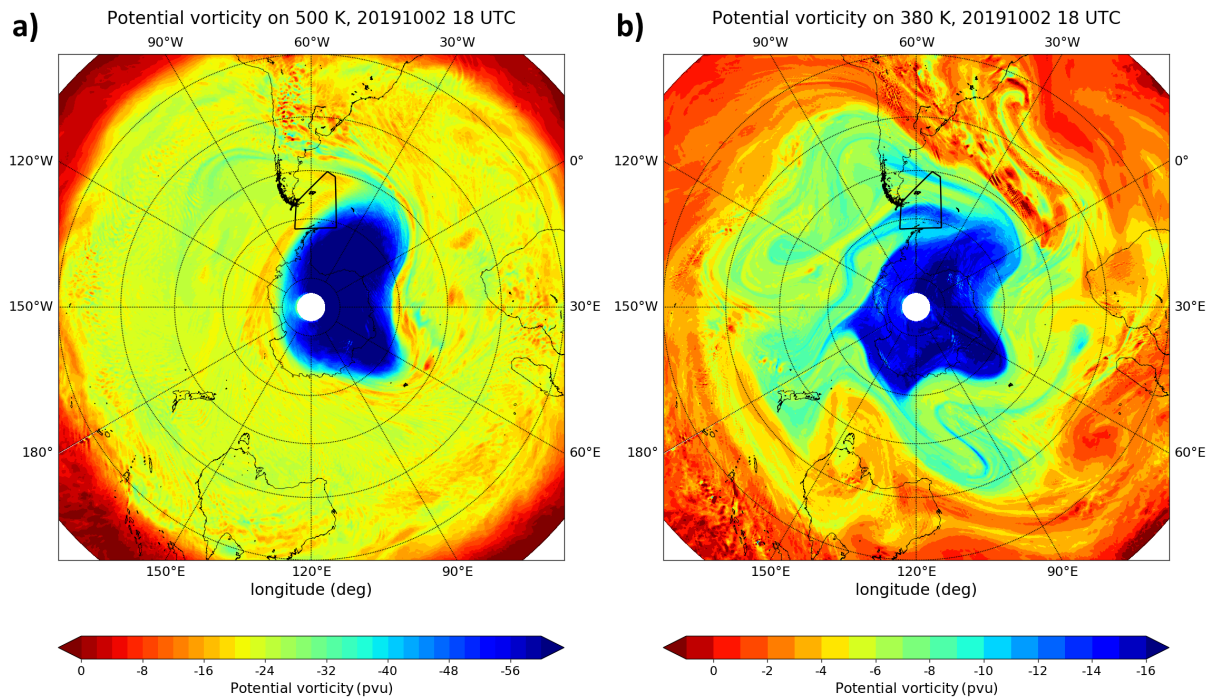 a)
Potential vorticity on 500 K, 20191002 18 UTC
90°W 60°W 30°W
120°W 0°
150°W 30°E
180° 60°E
150°E 120°E 90°E
longitude (deg)
0 -8 -16 -24 -32 -40 -48 -56
Potential vorticity (pvu)
b)
Potential vorticity on 380 K, 20191002 18 UTC
90°W 60°W 30°W
120°W 0°
150°W 30°E
180° 60°E
150°E 120°E 90°E
longitude (deg)
0 -2 -4 -6 -8 -10 -12 -14 -16
Potential vorticity (pvu)